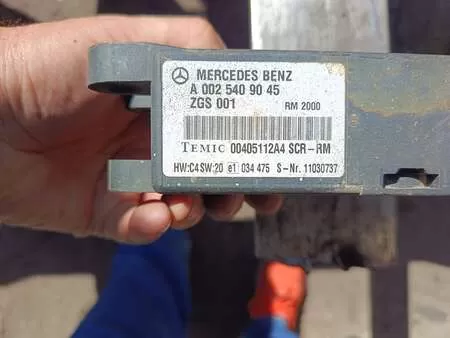 MERCEDES BENZ
A 002 540 90 45
ZGS 001 RM 2000
TEMIC 00405112A4 SCR-RM
HW:C4 SW:20 e1 034 475 S-Nr. 11030737